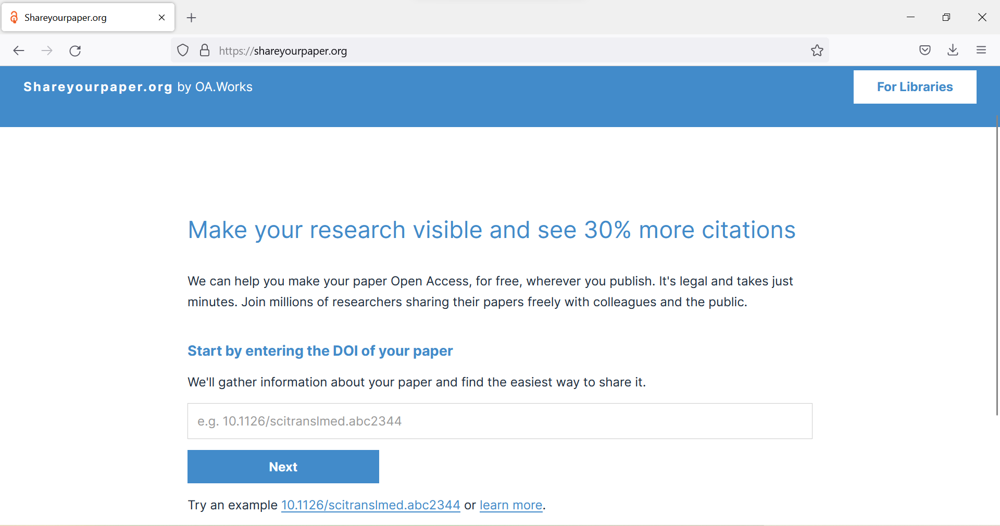 Shareyourpaper.org
https://shareyourpaper.org
Shareyourpaper.org by OA.Works
For Libraries
Make your research visible and see 30% more citations
We can help you make your paper Open Access, for free, wherever you publish. It's legal and takes just
minutes. Join millions of researchers sharing their papers freely with colleagues and the public.
Start by entering the DOI of your paper
We'll gather information about your paper and find the easiest way to share it.
e.g. 10.1126/scitranslmed.abc2344
Next
Try an example 10.1126/scitranslmed.abc2344 or learn more.